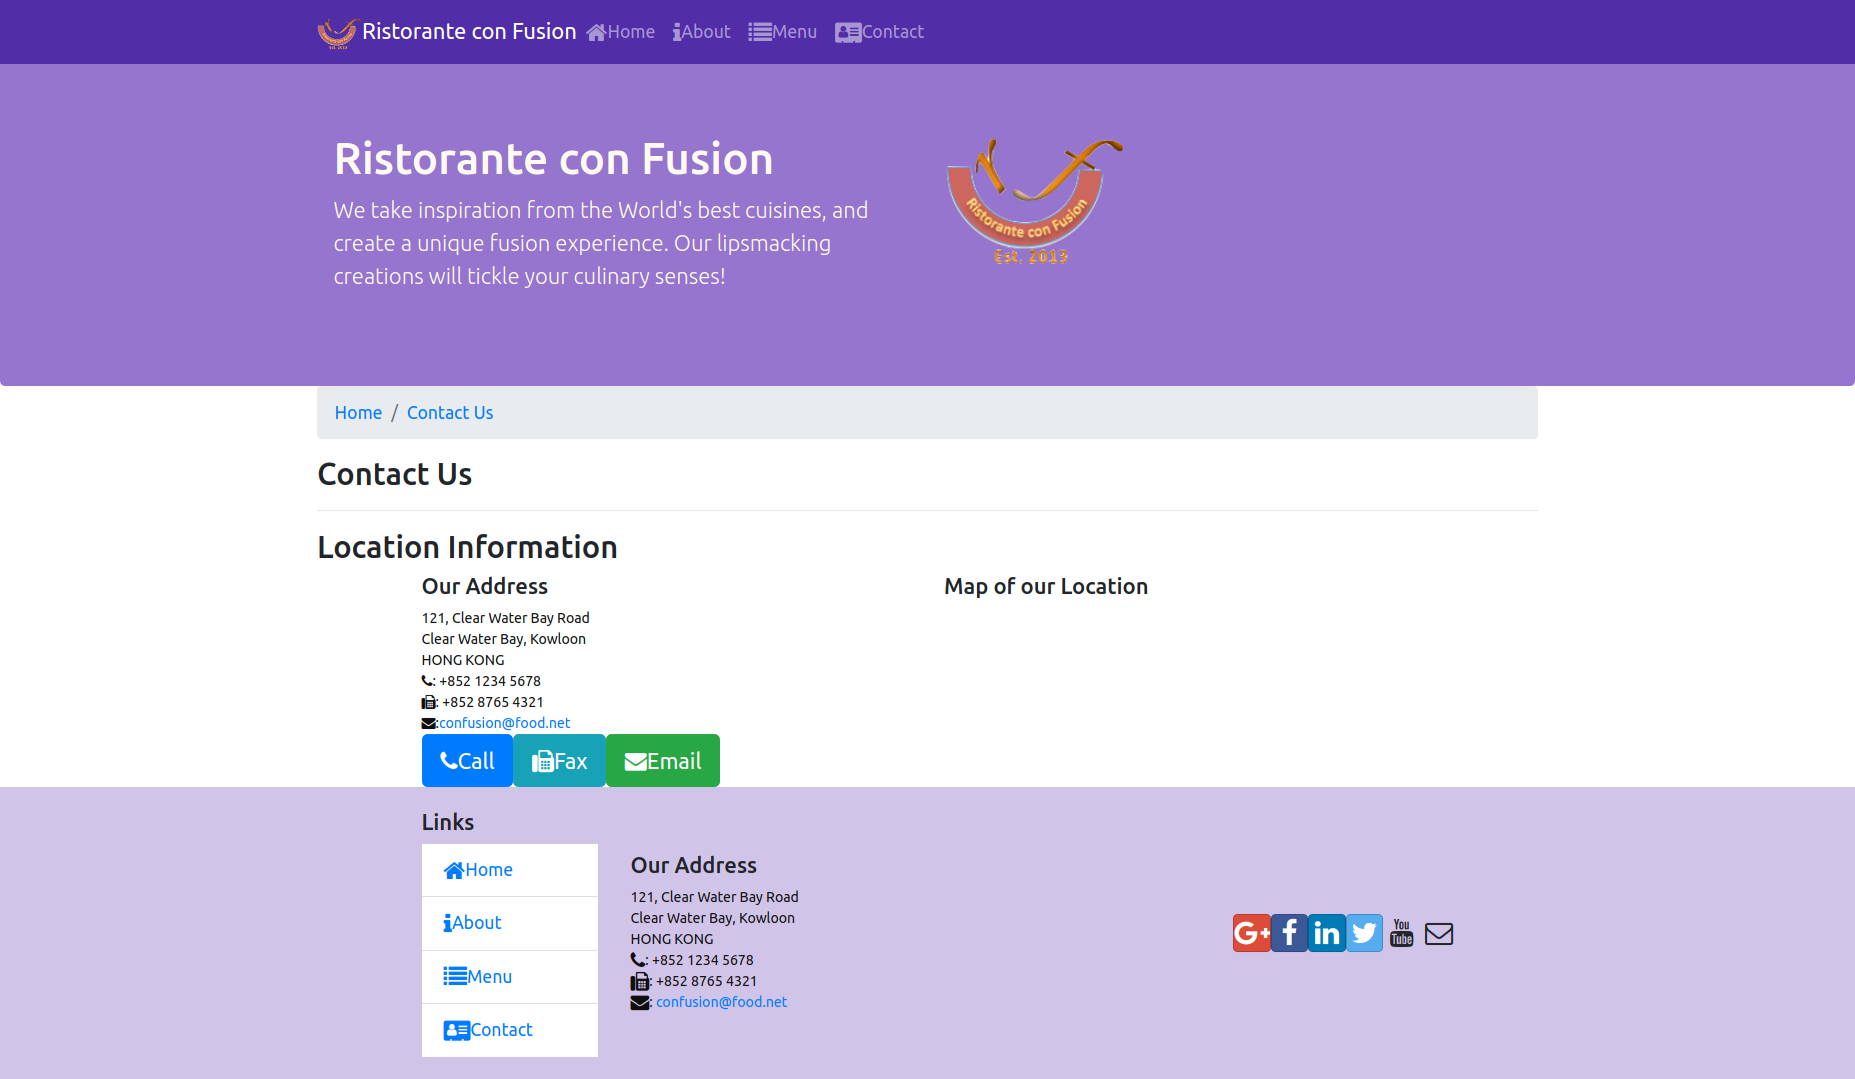 Ristorante con Fusion Home About Menu Contact
Ristorante con Fusion
We take inspiration from the World's best cuisines, and
create a unique fusion experience. Our lipsmacking
creations will tickle your culinary senses!
Ristorante con Fusion
Est. 2013
Home / Contact Us
Contact Us
Location Information
Our Address
121, Clear Water Bay Road
Clear Water Bay, Kowloon
HONG KONG
: +852 1234 5678
: +852 8765 4321
:confusion@food.net
Call Fax Email
Map of our Location
Links
Home
About
Menu
Contact
Our Address
121, Clear Water Bay Road
Clear Water Bay, Kowloon
HONG KONG
: +852 1234 5678
: +852 8765 4321
: confusion@food.net
G+ f in You
Tube